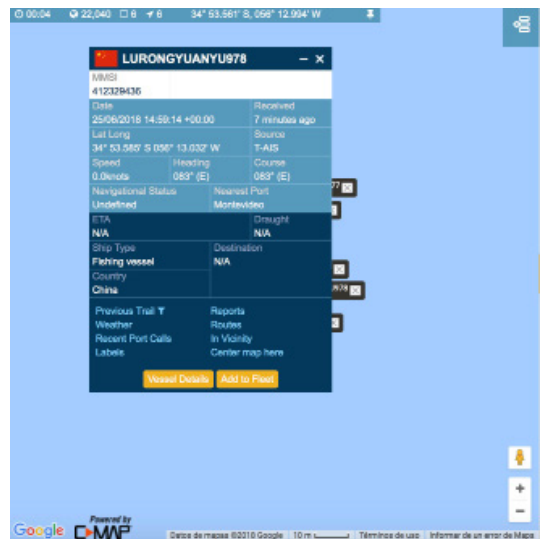 00:04 22,040 6 6 34° 53.561' S, 056° 12.994' W
LURONGYUANYU978 – ×
MMSI
412329436
Date Received
25/06/2018 14:59:14 +00:00 7 minutes ago
Lat Long Source
34° 53.585' S 056° 13.032' W T-AIS
Speed Heading Course
0.0knots 083° (E) 083° (E)
Navigational Status Nearest Port
Undefined Montevideo
77
ETA Draught
N/A N/A
Ship Type Destination
Fishing vessel N/A
Country
China
978
Previous Trail Reports
Weather Routes
Recent Port Calls In Vicinity
Labels Center map here
Vessel Details Add to Fleet
+
−
Powered by
Google C-MAP Datos de mapas ©2018 Google 10 m Términos de uso Informar de un error de Maps